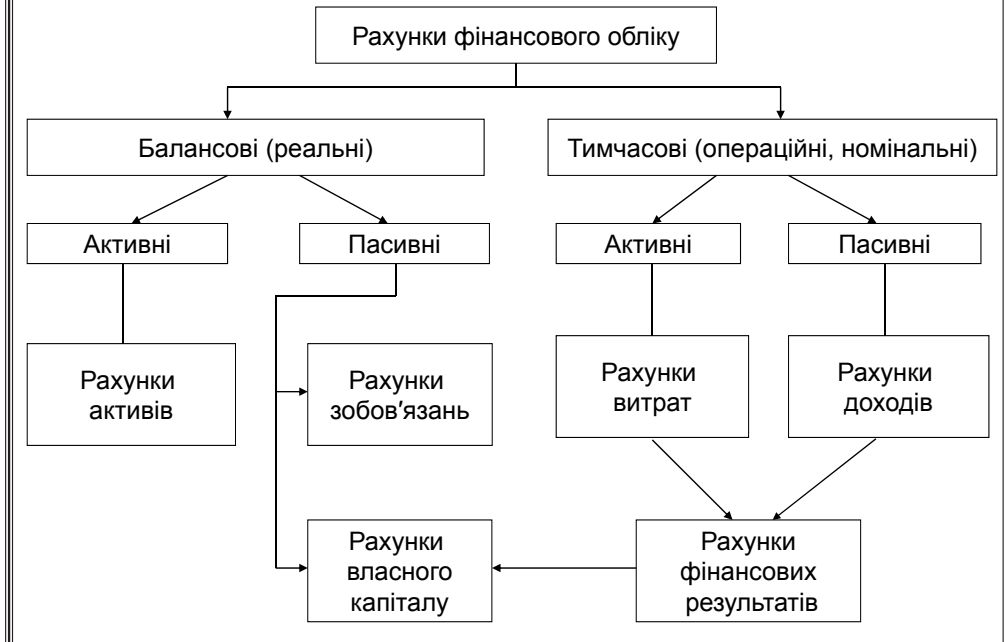 Рахунки фінансового обліку
Балансові (реальні)
Тимчасові (операційні, номінальні)
Активні
Пасивні
Активні
Пасивні
Рахунки
активів
Рахунки
зобов'язань
Рахунки
витрат
Рахунки
доходів
Рахунки
власного
капіталу
Рахунки
фінансових
результатів